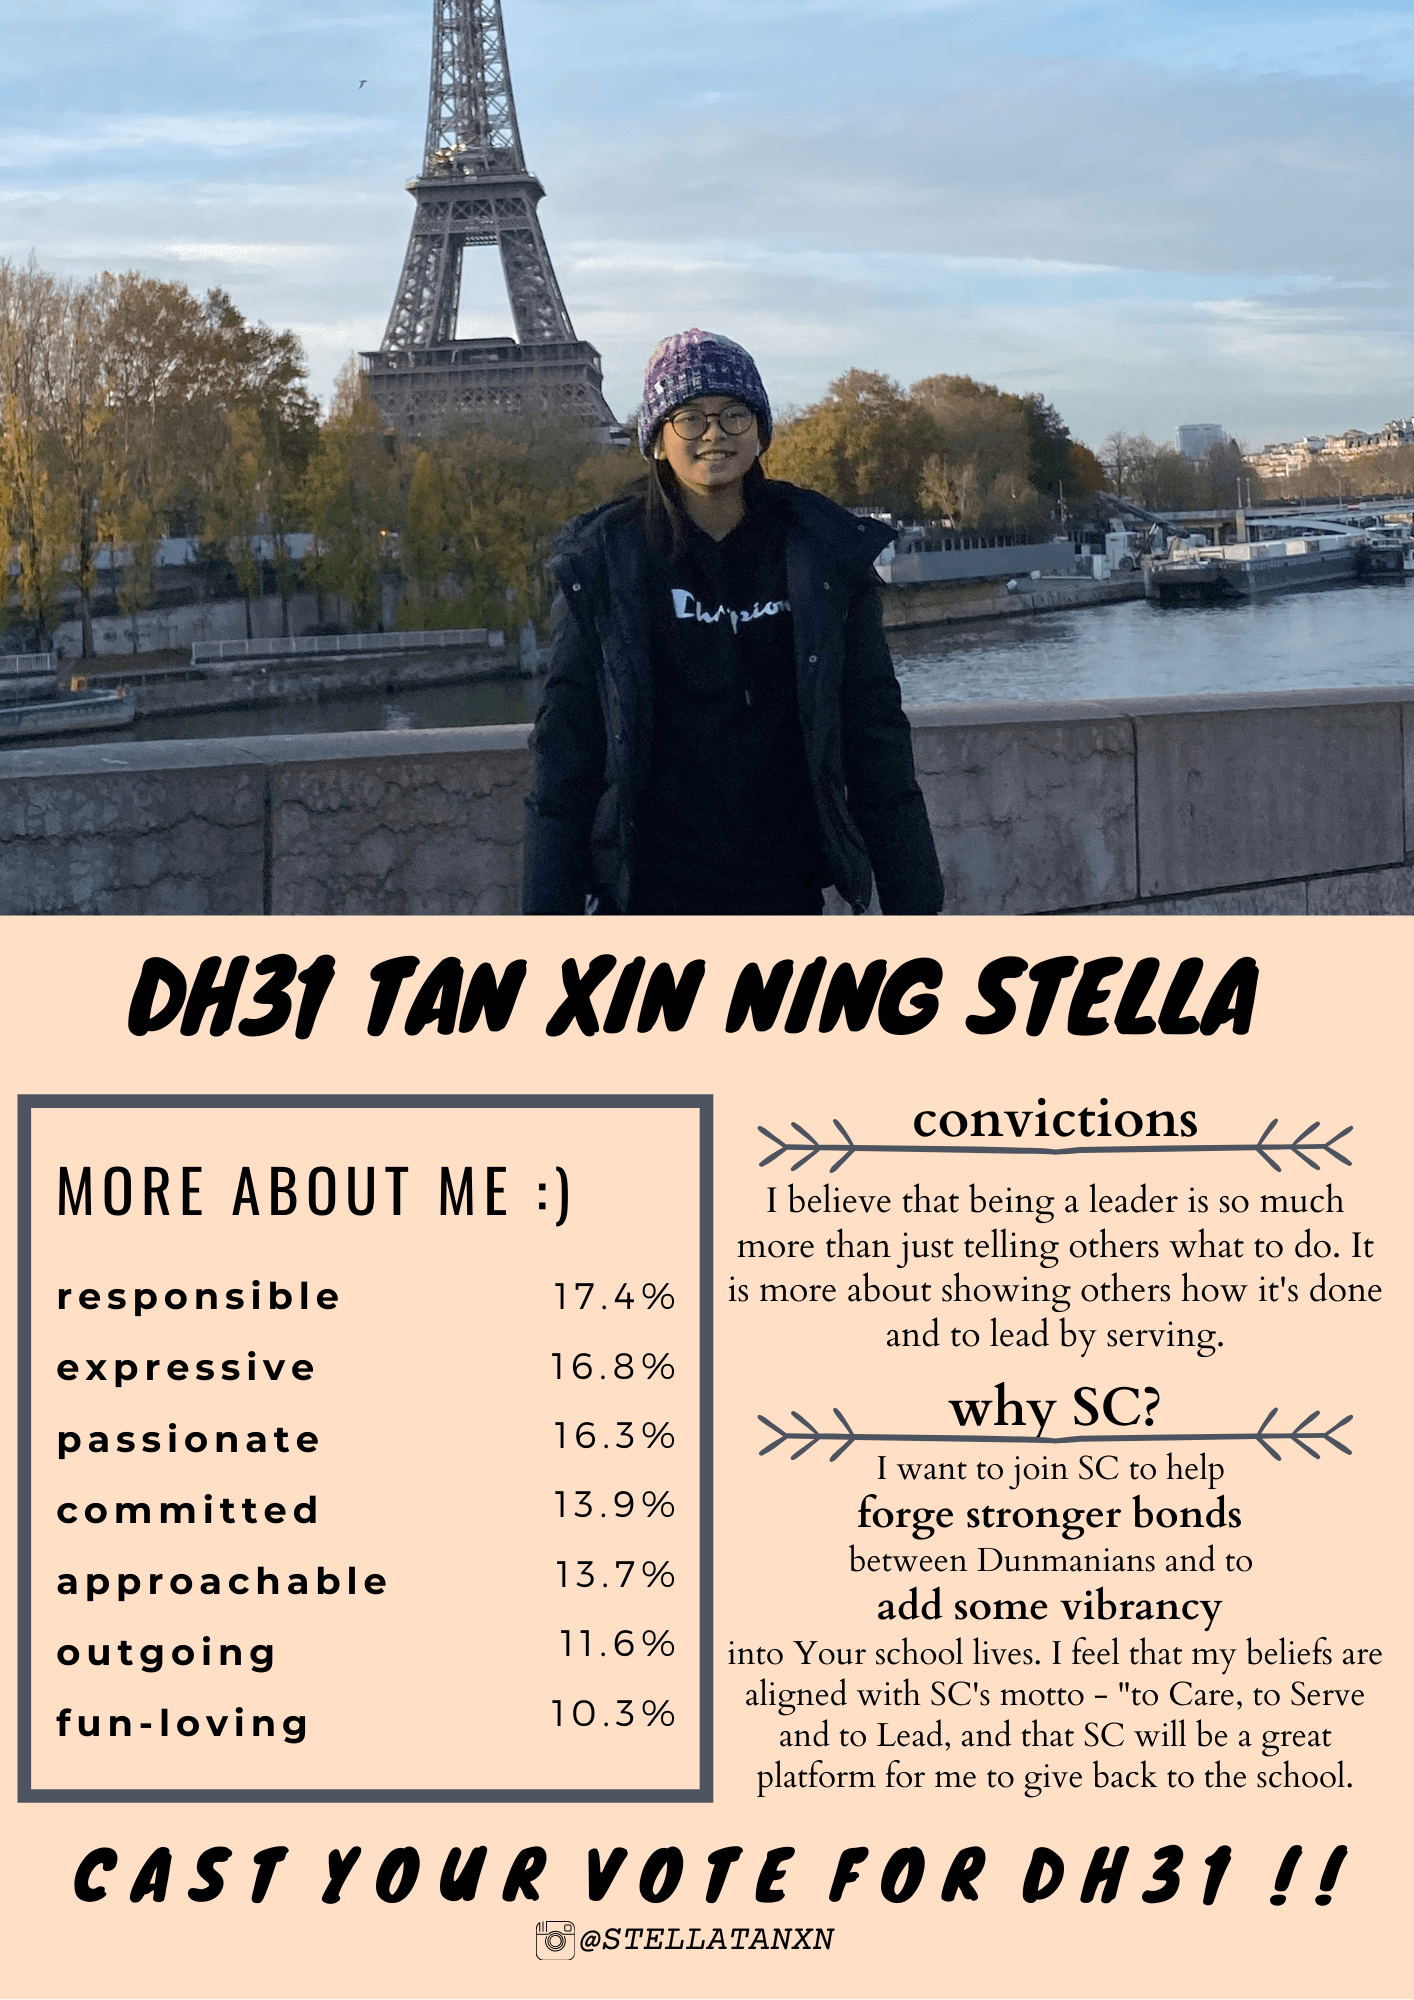 Champion
DH31 TAN XIN NING STELLA
MORE ABOUT ME :)
responsible 17.4%
expressive 16.8%
passionate 16.3%
committed 13.9%
approachable 13.7%
outgoing 11.6%
fun-loving 10.3%
convictions
I believe that being a leader is so much
more than just telling others what to do. It
is more about showing others how it's done
and to lead by serving.
why SC?
I want to join SC to help
forge stronger bonds
between Dunmanians and to
add some vibrancy
into Your school lives. I feel that my beliefs are
aligned with SC's motto - "to Care, to Serve
and to Lead, and that SC will be a great
platform for me to give back to the school.
CAST YOUR VOTE FOR DH31 !!
@STELLATANXN